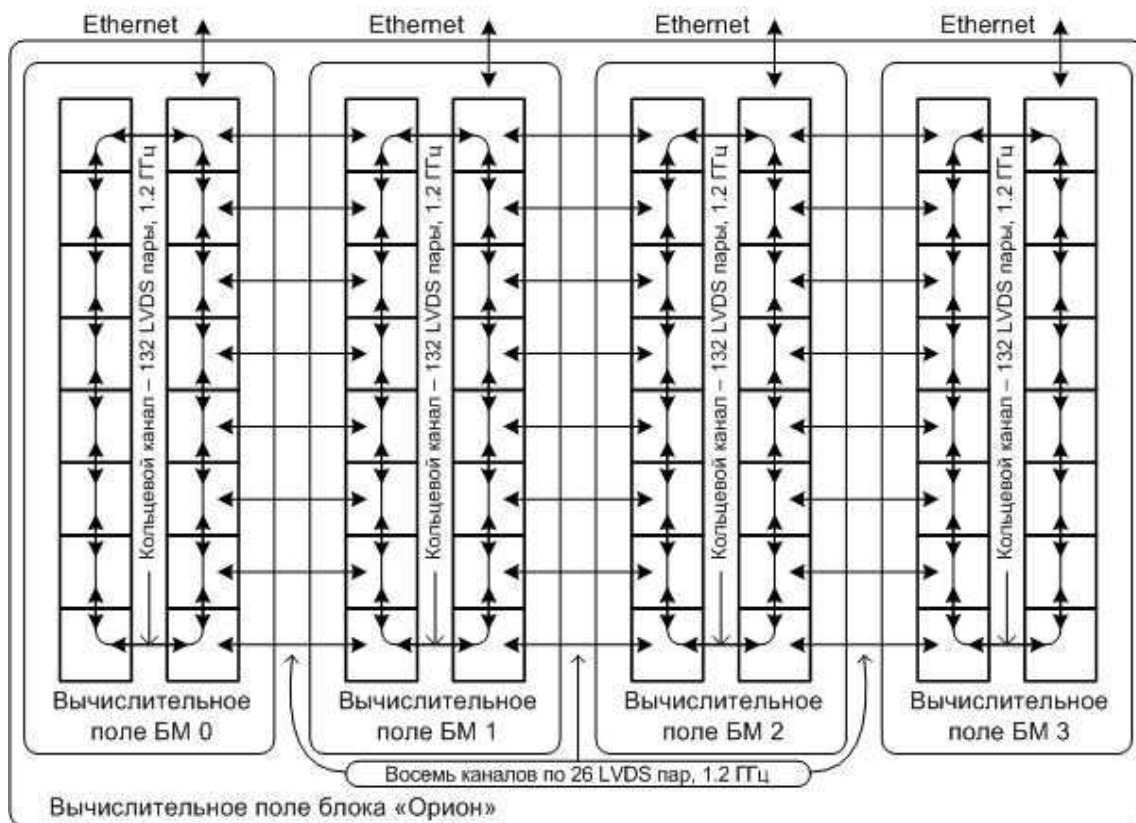 Ethernet
Ethernet
Ethernet
Ethernet
Кольцевой канал – 132 LVDS пары, 1.2 ГГц
Кольцевой канал – 132 LVDS пары, 1.2 ГГц
Кольцевой канал – 132 LVDS пары, 1.2 ГГц
Кольцевой канал – 132 LVDS пары, 1.2 ГГц
Вычислительное
поле БМ 0
Вычислительное
поле БМ 1
Вычислительное
поле БМ 2
Вычислительное
поле БМ 3
Восемь каналов по 26 LVDS пар, 1.2 ГГц
Вычислительное поле блока «Орион»